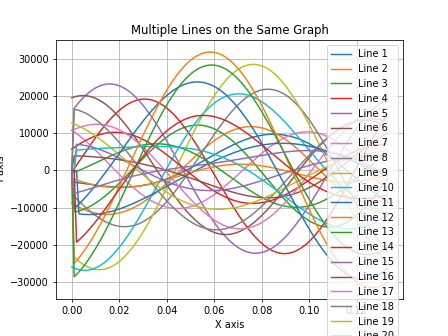 Multiple Lines on the Same Graph
30000
20000
10000
0
−10000
−20000
−30000
0.00
0.02
0.04
0.06
0.08
0.10
X axis
axis
Line 1
Line 2
Line 3
Line 4
Line 5
Line 6
Line 7
Line 8
Line 9
Line 10
Line 11
Line 12
Line 13
Line 14
Line 15
Line 16
Line 17
Line 18
Line 19
Line 20